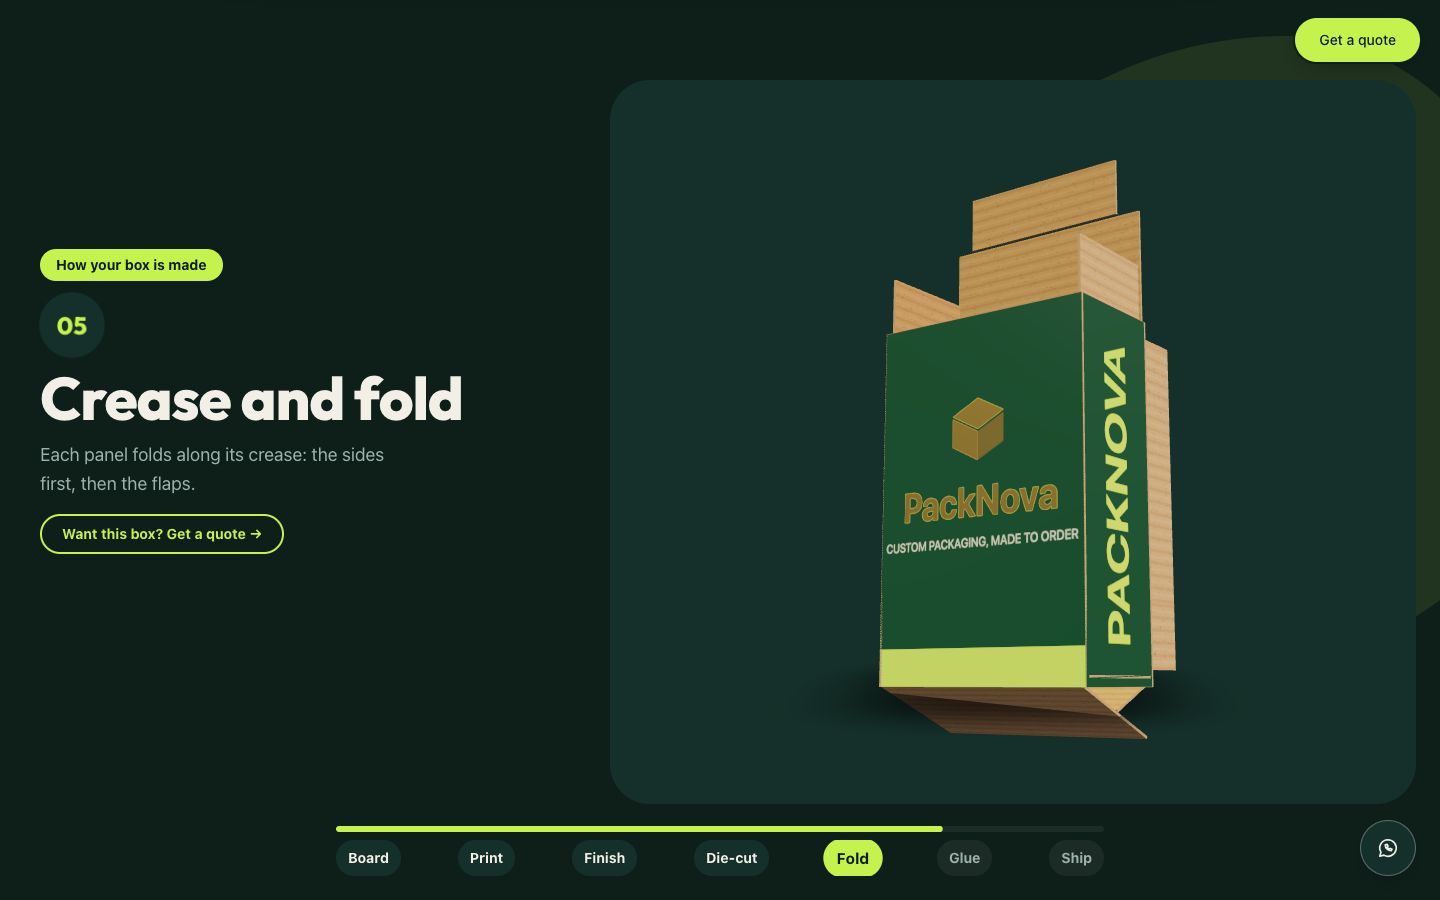 Get a quote
How your box is made
05
Crease and fold
Each panel folds along its crease: the sides
first, then the flaps.
Want this box? Get a quote →
PackNova
CUSTOM PACKAGING, MADE TO ORDER
PACKNOVA
Board
Print
Finish
Die-cut
Fold
Glue
Ship